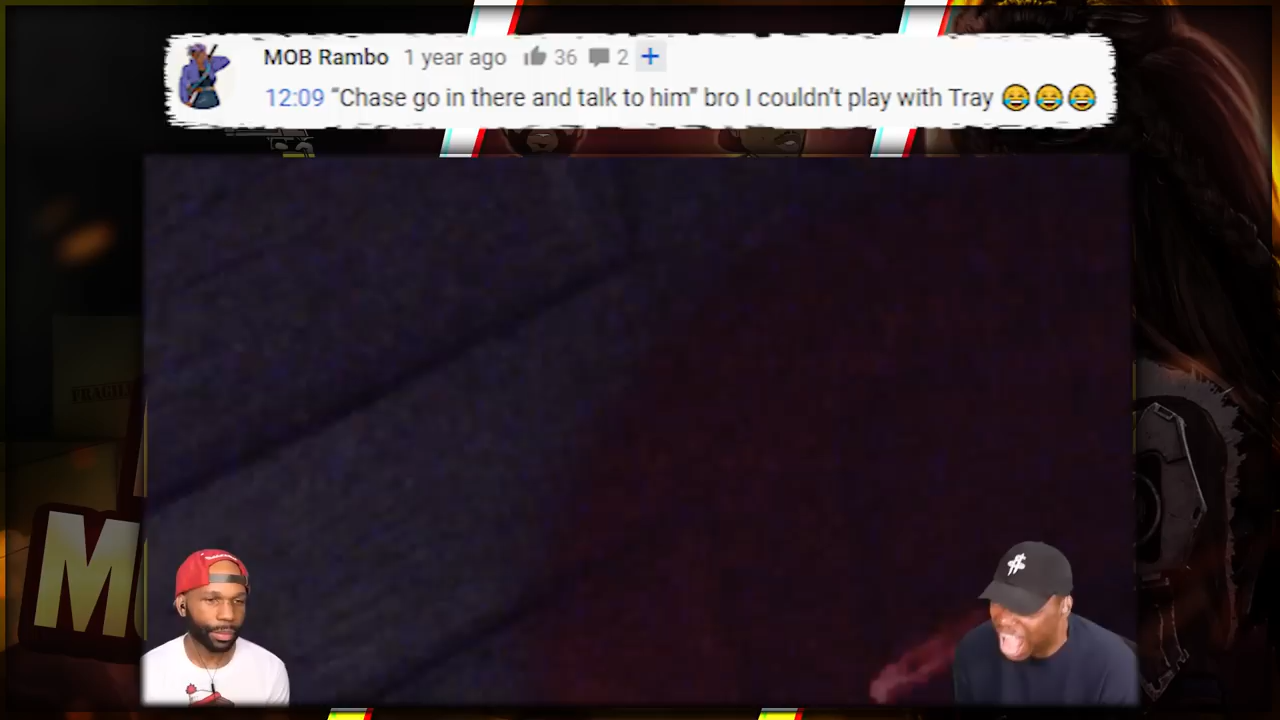 MOB Rambo 1 year ago 36 2 +
12:09 "Chase go in there and talk to him" bro I couldn't play with Tray 😂😂😂
FRAGILE
M